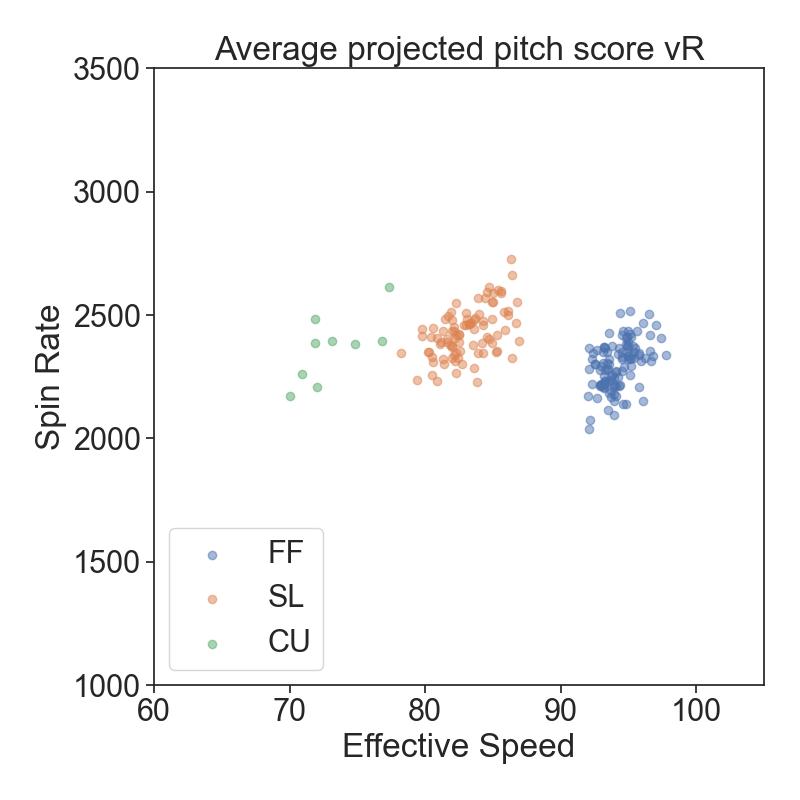 Average projected pitch score vR
3500
3000
2500
2000
1500
1000
Spin Rate
FF
SL
CU
60 70 80 90 100
Effective Speed